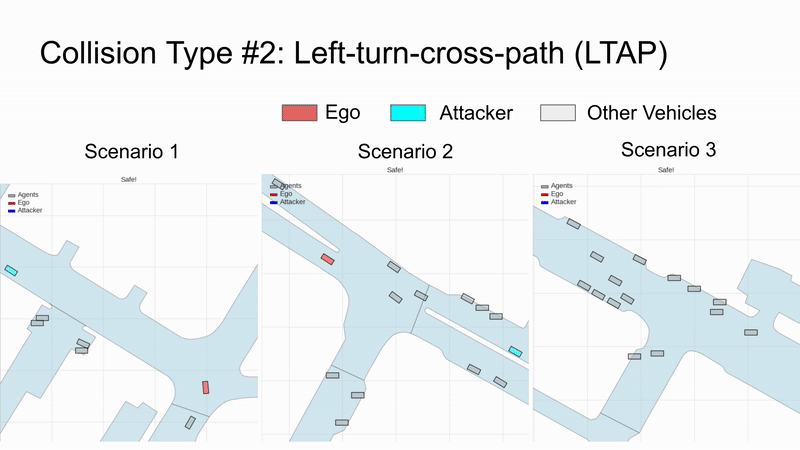 Collision Type #2: Left-turn-cross-path (LTAP)
Ego
Attacker
Other Vehicles
Scenario 1
Scenario 2
Scenario 3
Safe!
Agents
Ego
Attacker
Safe!
Agents
Ego
Attacker
Safe!
Agents
Ego
Attacker